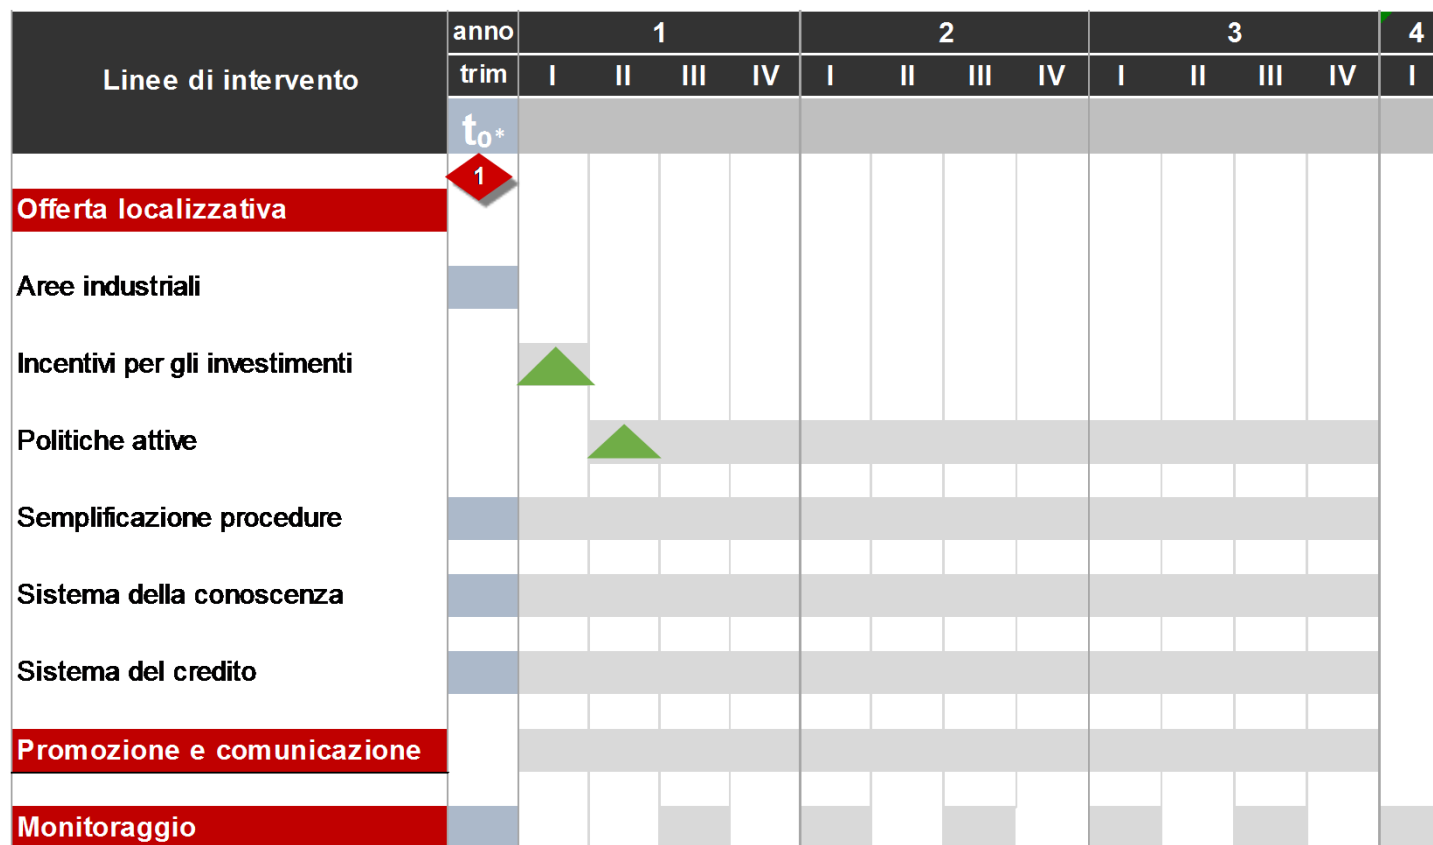 Linee di intervento
anno 1 2 3 4
trim I II III IV I II III IV I II III IV I
t0*
1
Offerta localizzativa
Aree industriali
Incentivi per gli investimenti
Politiche attive
Semplificazione procedure
Sistema della conoscenza
Sistema del credito
Promozione e comunicazione
Monitoraggio